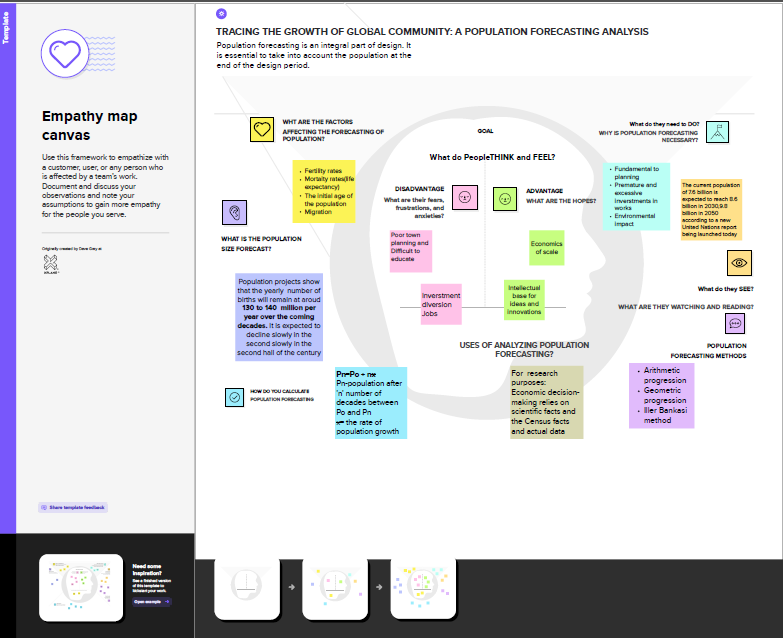 Template
Empathy map
canvas
Use this framework to empathize with
a customer, user, or any person who
is affected by a team's work.
Document and discuss your
observations and note your
assumptions to gain more empathy
for the people you serve.
Originally created by Dave Gray at
XPLANE
Share template feedback
Need some
inspiration?
See a finished version
of this template to
kickstart your work.
Open example
TRACING THE GROWTH OF GLOBAL COMMUNITY: A POPULATION FORECASTING ANALYSIS
Population forecasting is an integral part of design. It
is essential to take into account the population at the
end of the design period.
WHT ARE THE FACTORS
AFFECTING THE FORECASTING OF
POPULATION?
Fertility rates
Mortalty rates(life
expectancy)
The initial age of
the population
Migration
WHAT IS THE POPULATION
SIZE FORECAST?
Population projects show
that the yearly number of
births will remain at aroud
130 to 140 million per
year over the coming
decades. It is expected to
decline slowly in the
second slowly in the
second half of the century
HOW DO YOU CALCULATE
POPULATION FORECASTING
Pn=Po + nx
Pn-population after
'n' number of
decades between
Po and Pn
x= the rate of
population growth
GOAL
What do PeopleTHINK and FEEL?
DISADVANTAGE
What are their fears,
frustrations, and
anxieties?
ADVANTAGE
WHAT ARE THE HOPES?
Poor town
planning and
Difficult to
educate
Economics
of scale
Inverstment
diversion
Jobs
Intellectual
base for
ideas and
innovations
USES OF ANALYZING POPULATION
FORECASTING?
For research
purposes:
Economic decision-
making relies on
scientific facts and
the Census facts
and actual data
What do they need to DO?
WHY IS POPULATION FORECASTING
NECESSARY?
Fundamental to
planning
Premature and
excessive
investments in
works
Environmental
impact
The current population
of 7.6 billion is
expected to reach 8.6
billion in 2030,9.8
billion in 2050
according to a new
United Nations report
being launched today
What do they SEE?
WHAT ARE THEY WATCHING AND READING?
POPULATION
FORECASTING METHODS
Arithmetic
progression
Geometric
progression
Iller Bankasi
method